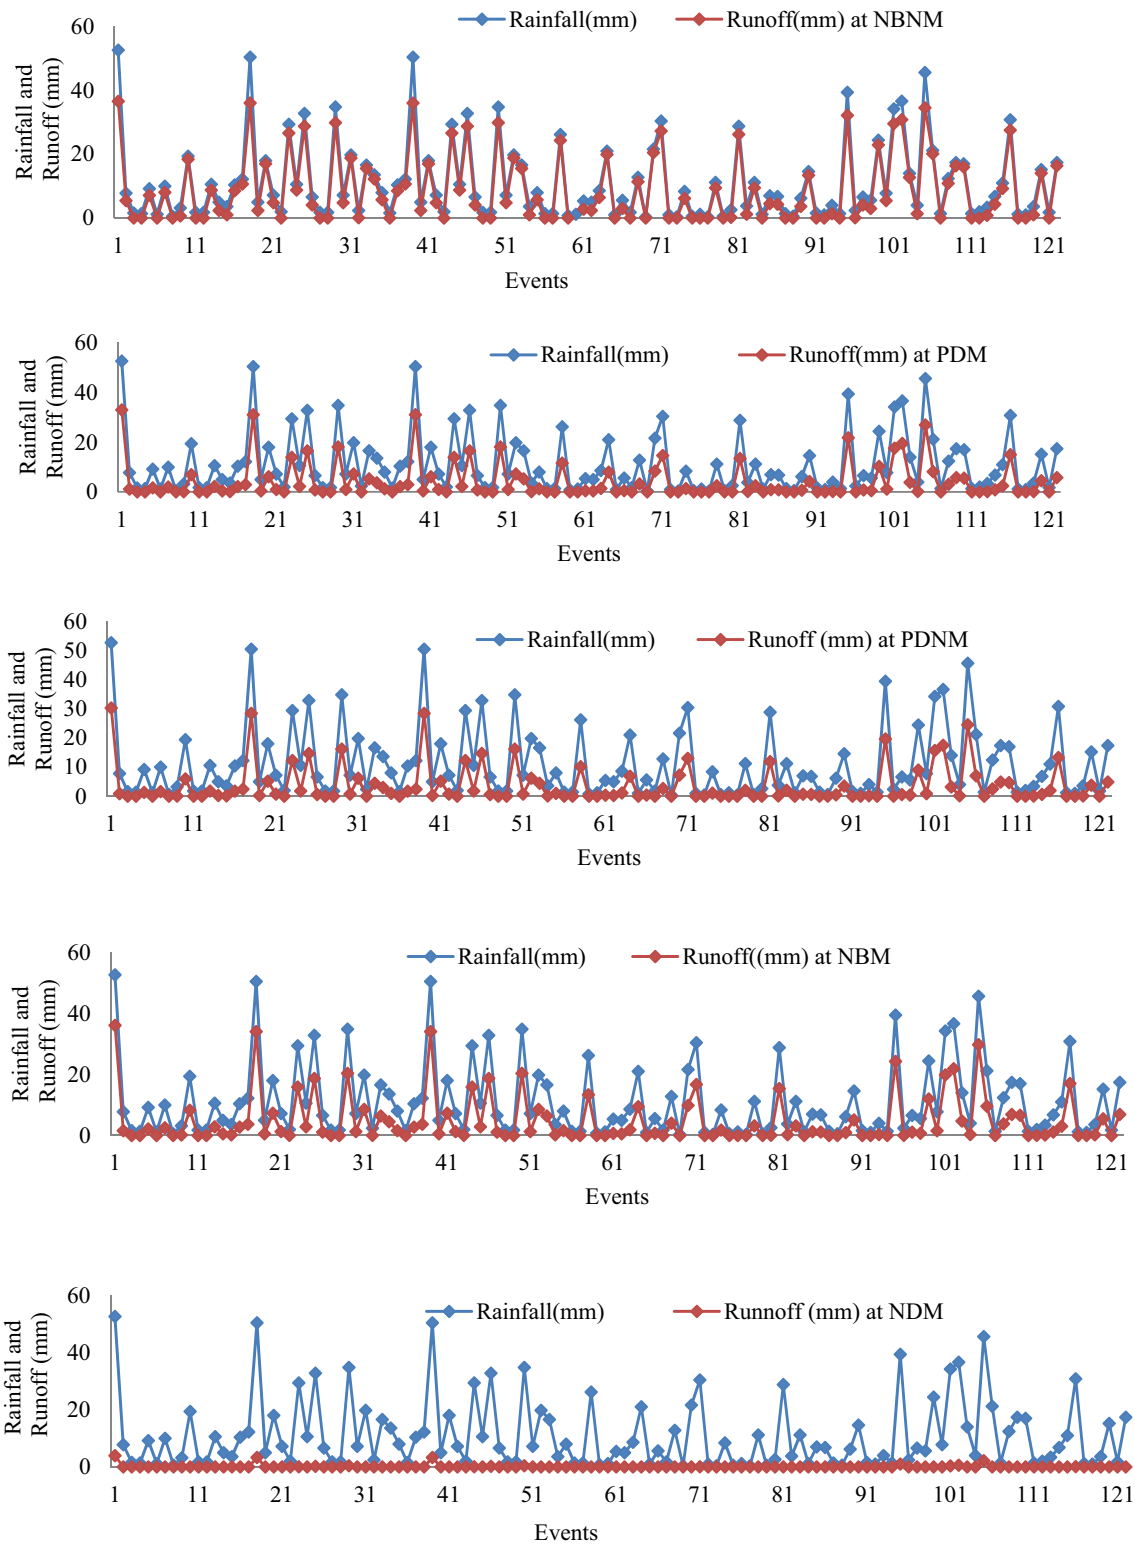 Rainfall(mm) Runoff(mm) at NBNM
Rainfall and
Runoff (mm)
60
40
20
0
1 11 21 31 41 51 61 71 81 91 101 111 121
Events
Rainfall(mm) Runoff(mm) at PDM
Rainfall and
Runoff (mm)
60
40
20
0
1 11 21 31 41 51 61 71 81 91 101 111 121
Events
Rainfall(mm) Runoff (mm) at PDNM
Rainfall and
Runoff (mm)
60
50
40
30
20
10
0
1 11 21 31 41 51 61 71 81 91 101 111 121
Events
Rainfall(mm) Runoff((mm) at NBM
Rainfall and
Runoff (mm)
60
40
20
0
1 11 21 31 41 51 61 71 81 91 101 111 121
Events
Rainfall(mm) Runnoff (mm) at NDM
Rainfall and
Runoff (mm)
60
40
20
0
1 11 21 31 41 51 61 71 81 91 101 111 121
Events